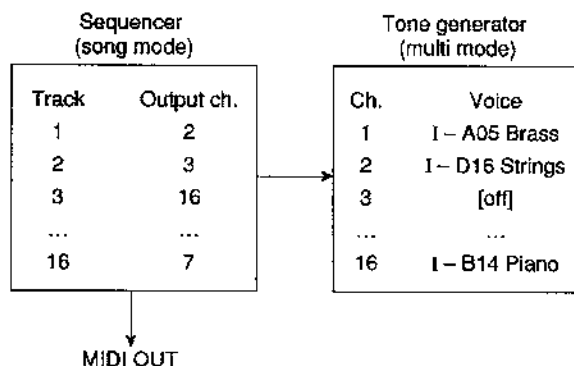 Sequencer
(song mode)
Track Output ch.
1 2
2 3
3 16
... ...
16 7
MIDI OUT
Tone generator
(multi mode)
Ch. Voice
1 I – A05 Brass
2 I – D16 Strings
3 [off]
... ...
16 I – B14 Piano